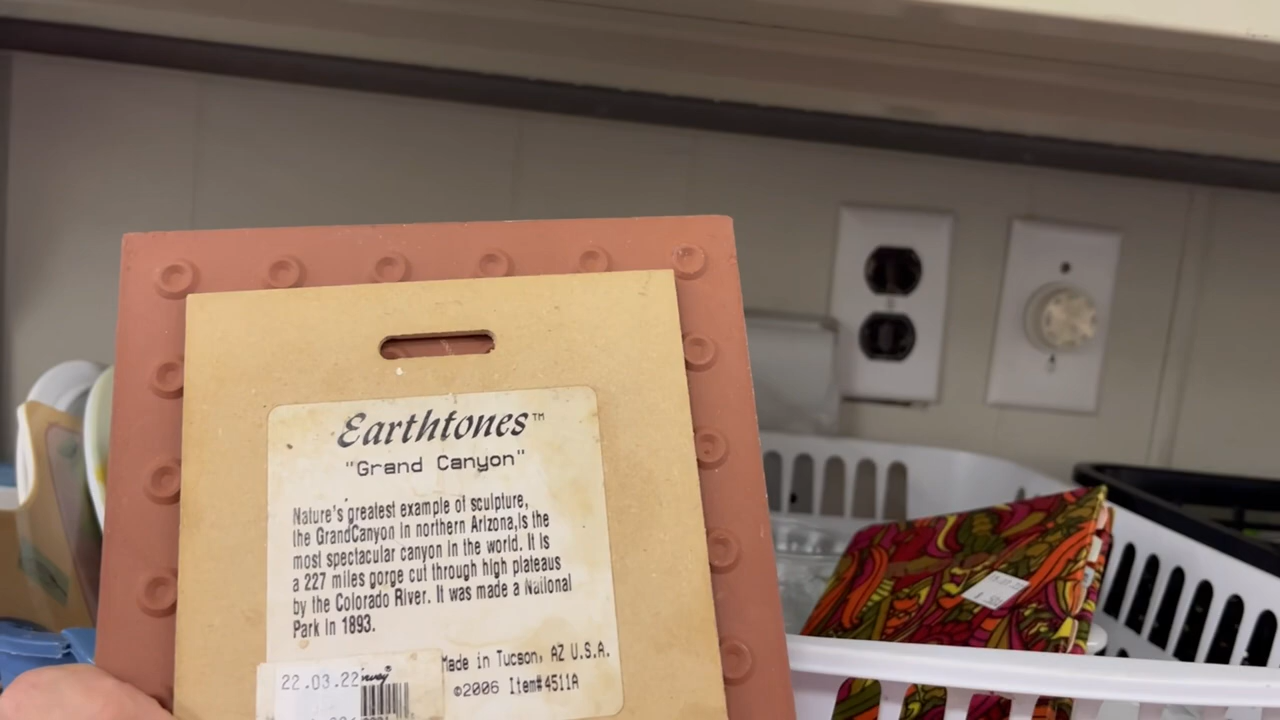 Earthtones™
"Grand Canyon"
Nature's greatest example of sculpture,
the GrandCanyon in northern Arizona,is the
most spectacular canyon in the world. It is
a 227 miles gorge cut through high plateaus
by the Colorado River. It was made a National
Park in 1893.
Made in Tucson, AZ U.S.A.
©2006 Item#4511A
22.03.22